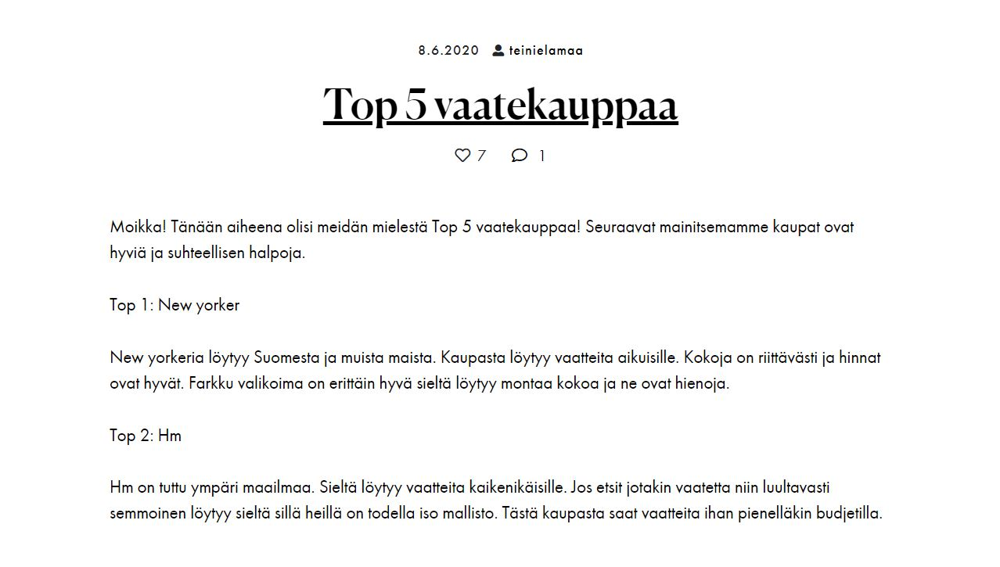 8.6.2020 teinielamaa
Top 5 vaatekauppaa
7 1
Moikka! Tänään aiheena olisi meidän mielestä Top 5 vaatekauppaa! Seuraavat mainitsemamme kaupat ovat
hyviä ja suhteellisen halpoja.
Top 1: New yorker
New yorkeria löytyy Suomesta ja muista maista. Kaupasta löytyy vaatteita aikuisille. Kokoja on riittävästi ja hinnat
ovat hyvät. Farkku valikoima on erittäin hyvä sieltä löytyy montaa kokoa ja ne ovat hienoja.
Top 2: Hm
Hm on tuttu ympäri maailmaa. Sieltä löytyy vaatteita kaikenikäisille. Jos etsit jotakin vaatetta niin luultavasti
semmoinen löytyy sieltä sillä heillä on todella iso mallisto. Tästä kaupasta saat vaatteita ihan pienelläkin budjetilla.